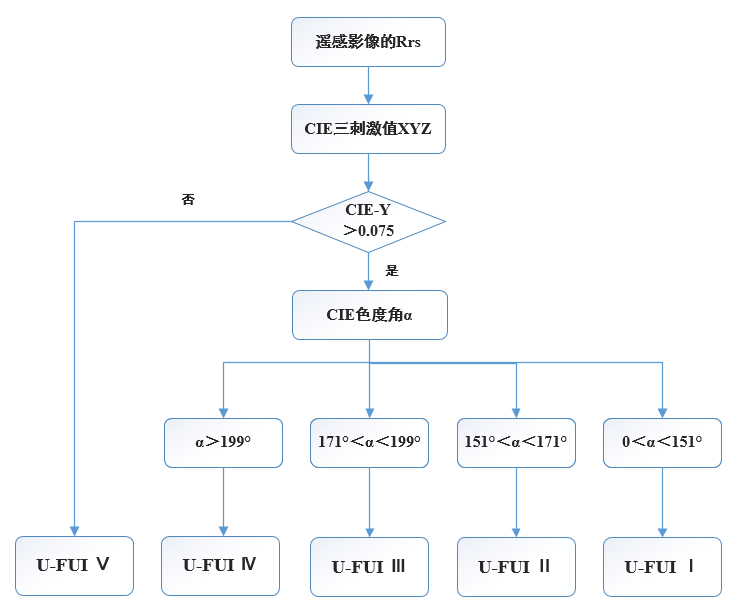 遥感影像的Rrs
CIE三刺激值XYZ
否
CIE-Y
＞0.075
是
CIE色度角α
α＞199°
171°＜α＜199°
151°＜α＜171°
0＜α＜151°
U-FUI Ⅴ
U-FUI Ⅳ
U-FUI Ⅲ
U-FUI Ⅱ
U-FUI Ⅰ